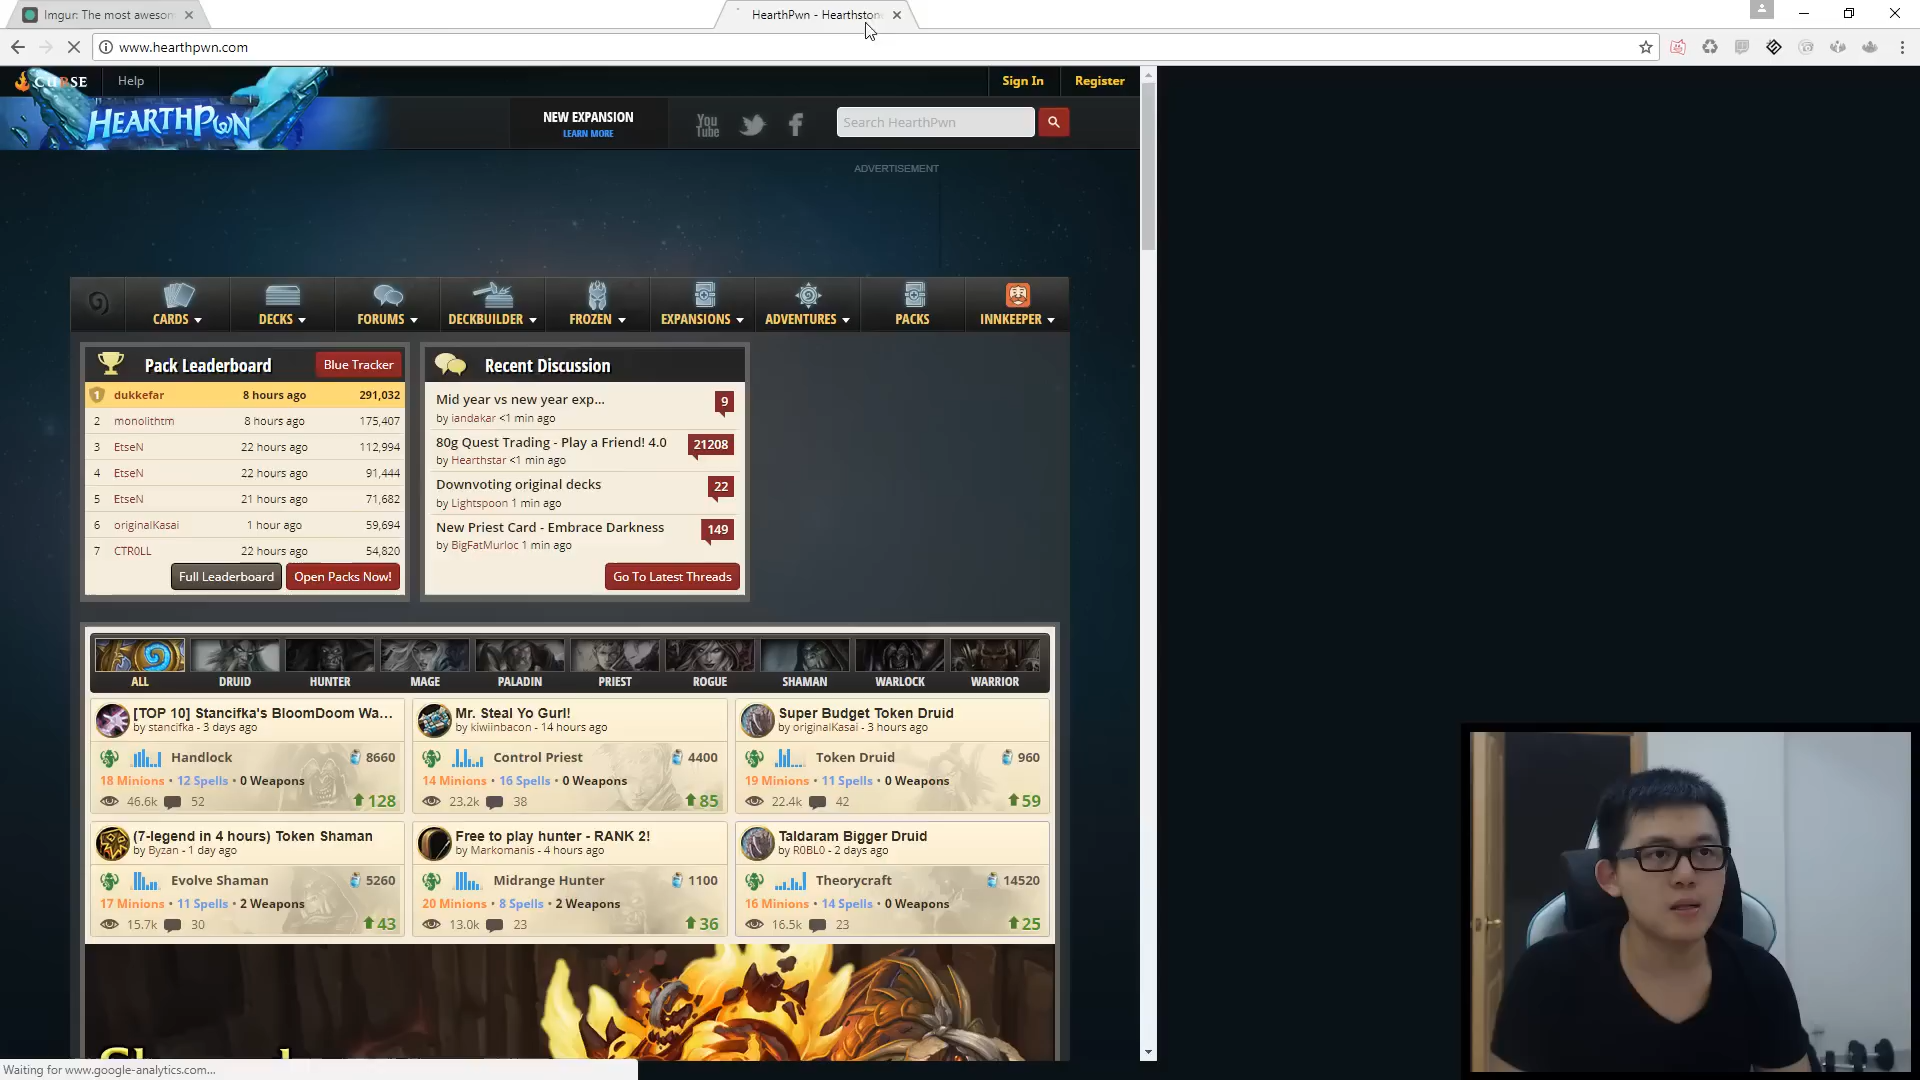 Imgur: The most awesom
HearthPwn - Hearthston
www.hearthpwn.com
CURSE
Help
Sign In
Register
HEARTHPWN
NEW EXPANSION
LEARN MORE
You
Tube
Search HearthPwn
ADVERTISEMENT
CARDS
DECKS
FORUMS
DECKBUILDER
FROZEN
EXPANSIONS
ADVENTURES
PACKS
INNKEEPER
Pack Leaderboard
Blue Tracker
1 dukkefar 8 hours ago 291,032
2 monolithtm 8 hours ago 175,407
3 EtseN 22 hours ago 112,994
4 EtseN 22 hours ago 91,444
5 EtseN 21 hours ago 71,682
6 originalKasai 1 hour ago 59,694
7 CTR0LL 22 hours ago 54,820
Full Leaderboard
Open Packs Now!
Recent Discussion
Mid year vs new year exp...
9
by iandakar <1 min ago
80g Quest Trading - Play a Friend! 4.0
21208
by Hearthstar <1 min ago
Downvoting original decks
22
by Lightspoon 1 min ago
New Priest Card - Embrace Darkness
149
by BigFatMurloc 1 min ago
Go To Latest Threads
ALL
DRUID
HUNTER
MAGE
PALADIN
PRIEST
ROGUE
SHAMAN
WARLOCK
WARRIOR
[TOP 10] Stancifka's BloomDoom Wa...
by stancifka - 3 days ago
Handlock 8660
18 Minions • 12 Spells • 0 Weapons
46.6k 52 128
Mr. Steal Yo Gurl!
by kiwiinbacon - 14 hours ago
Control Priest 4400
14 Minions • 16 Spells • 0 Weapons
23.2k 38 85
Super Budget Token Druid
by originalKasai - 3 hours ago
Token Druid 960
19 Minions • 11 Spells • 0 Weapons
22.4k 42 59
(7-legend in 4 hours) Token Shaman
by Byzan - 1 day ago
Evolve Shaman 5260
17 Minions • 11 Spells • 2 Weapons
15.7k 30 43
Free to play hunter - RANK 2!
by Markomanis - 4 hours ago
Midrange Hunter 1100
20 Minions • 8 Spells • 2 Weapons
13.0k 23 36
Taldaram Bigger Druid
by R0BL0 - 2 days ago
Theorycraft 14520
16 Minions • 14 Spells • 0 Weapons
16.5k 23 25
Waiting for www.google-analytics.com...